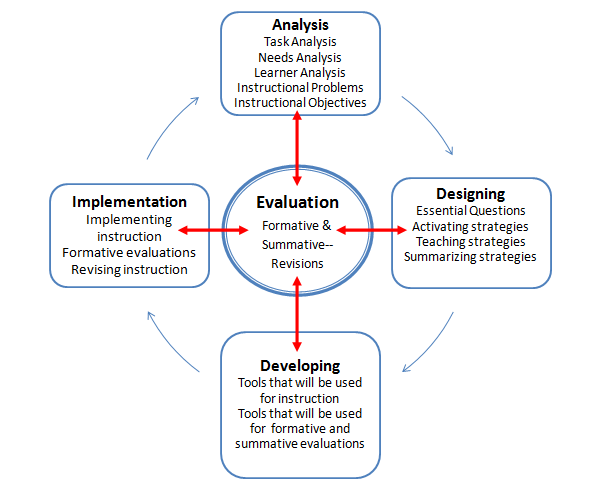 Analysis
Task Analysis
Needs Analysis
Learner Analysis
Instructional Problems
Instructional Objectives
Implementation
Implementing
instruction
Formative evaluations
Revising instruction
Evaluation
Formative &
Summative--
Revisions
Designing
Essential Questions
Activating strategies
Teaching strategies
Summarizing strategies
Developing
Tools that will be used
for instruction
Tools that will be used
for formative and
summative evaluations